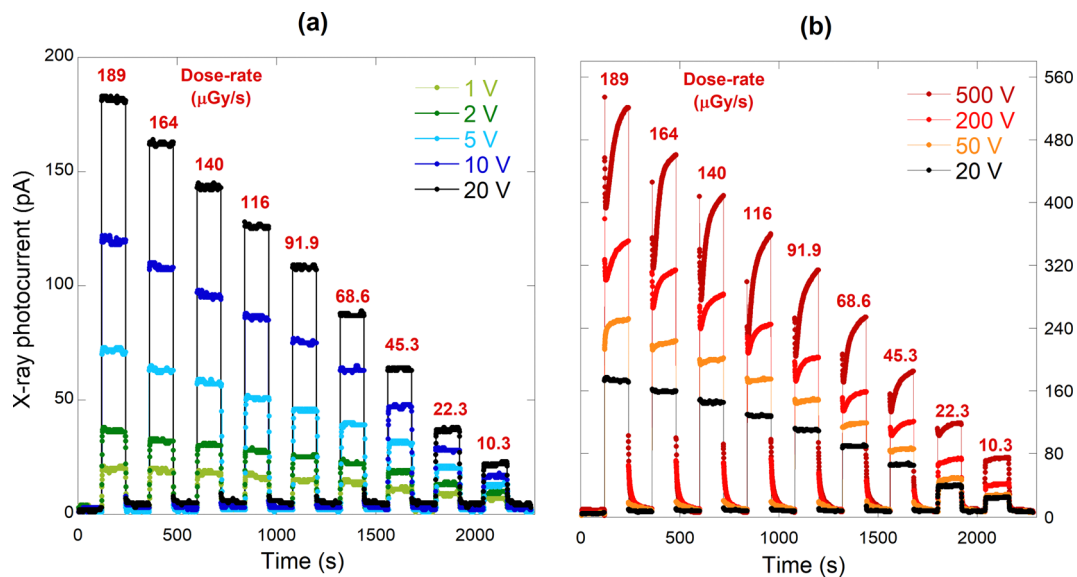 (a)
X-ray photocurrent (pA)
200
150
100
50
0
Dose-rate
(μGy/s)
189
164
140
116
91.9
68.6
45.3
22.3
10.3
1 V
2 V
5 V
10 V
20 V
0
500
1000
1500
2000
Time (s)
(b)
Dose-rate
(μGy/s)
189
164
140
116
91.9
68.6
45.3
22.3
10.3
500 V
200 V
50 V
20 V
560
480
400
320
240
160
80
0
0
500
1000
1500
2000
Time (s)